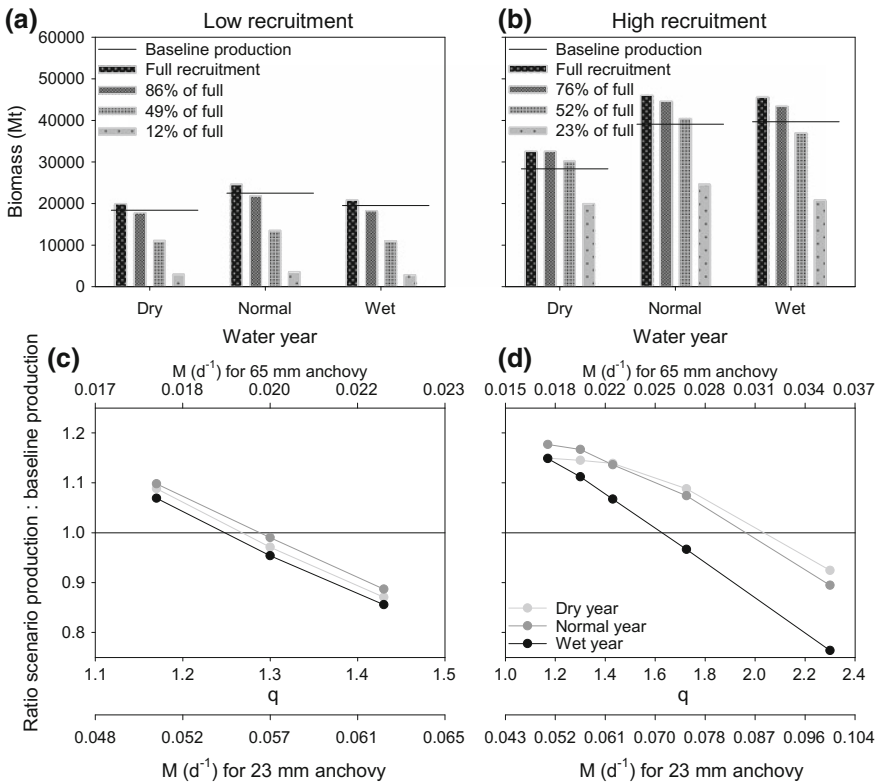 (a) Low recruitment
60000
50000
40000
30000
20000
10000
0
Biomass (Mt)
Baseline production
Full recruitment
86% of full
49% of full
12% of full
Dry Normal Wet
Water year
(b) High recruitment
Baseline production
Full recruitment
76% of full
52% of full
23% of full
Dry Normal Wet
Water year
(c)
M (d⁻¹) for 65 mm anchovy
0.017 0.018 0.020 0.022 0.023
Ratio scenario production : baseline production
1.2
1.1
1.0
0.9
0.8
1.1 1.2 1.3 1.4 1.5
q
0.048 0.052 0.057 0.061 0.065
M (d⁻¹) for 23 mm anchovy
(d)
M (d⁻¹) for 65 mm anchovy
0.015 0.018 0.022 0.025 0.028 0.031 0.034 0.037
Dry year
Normal year
Wet year
1.0 1.2 1.4 1.6 1.8 2.0 2.2 2.4
q
0.043 0.052 0.061 0.070 0.078 0.087 0.096 0.104
M (d⁻¹) for 23 mm anchovy